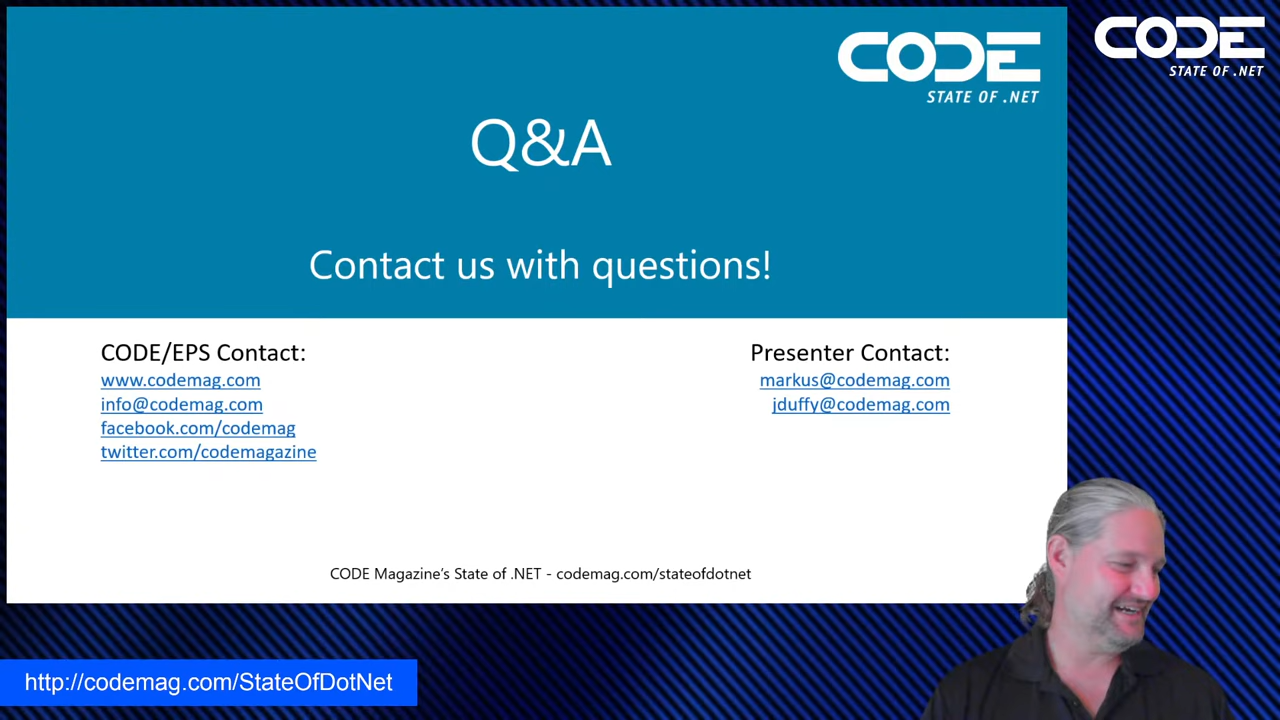 CODE
STATE OF .NET
CODE
STATE OF .NET
Q&A
Contact us with questions!
CODE/EPS Contact:
www.codemag.com
info@codemag.com
facebook.com/codemag
twitter.com/codemagazine
Presenter Contact:
markus@codemag.com
jduffy@codemag.com
CODE Magazine's State of .NET - codemag.com/stateofdotnet
http://codemag.com/StateOfDotNet